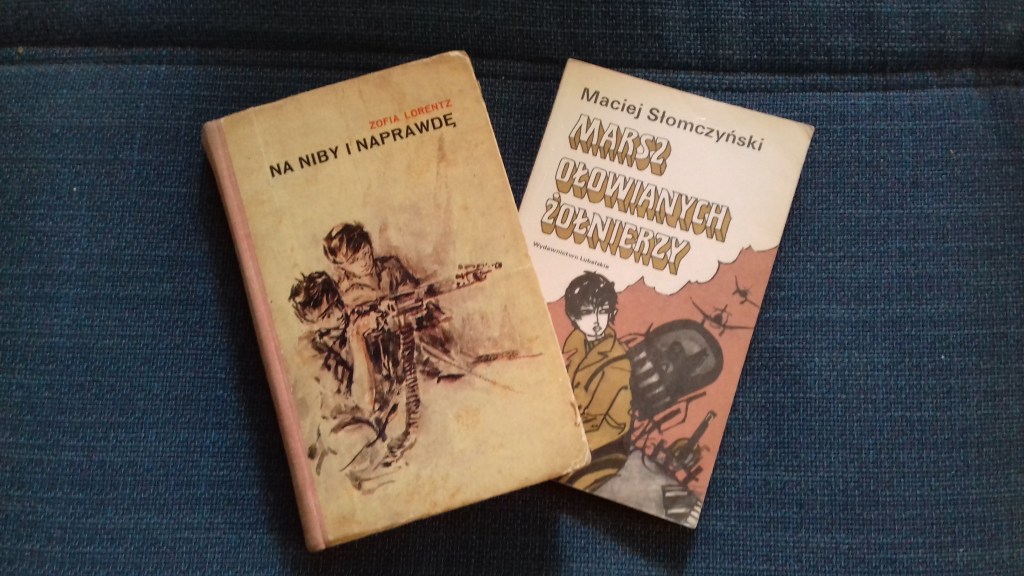 ZOFIA LORENTZ
NA NIBY I NAPRAWDĘ
Maciej Słomczyński
MARSZ
OŁOWIANYCH
ŻOŁNIERZY
Wydawnictwo Lubelskie